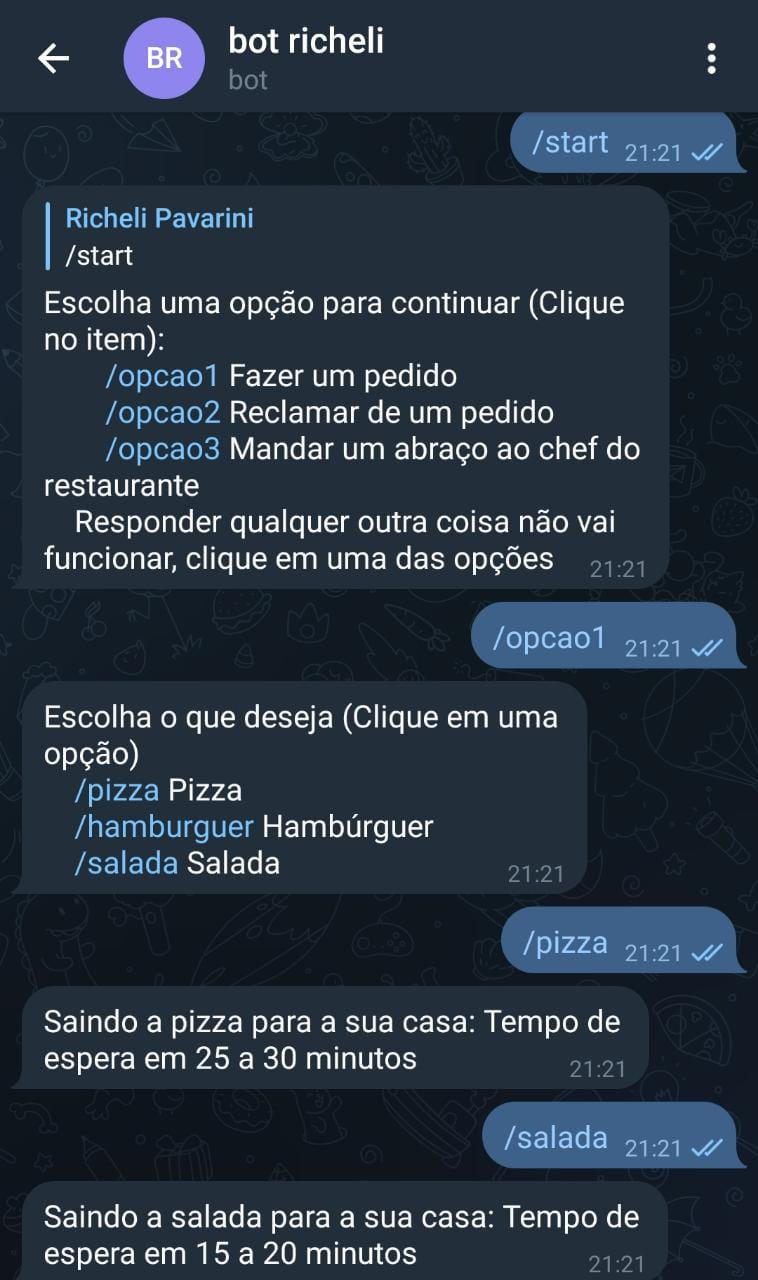 BR
bot richeli
bot
/start 21:21
Richeli Pavarini
/start
Escolha uma opção para continuar (Clique
no item):
/opcao1 Fazer um pedido
/opcao2 Reclamar de um pedido
/opcao3 Mandar um abraço ao chef do
restaurante
Responder qualquer outra coisa não vai
funcionar, clique em uma das opções 21:21
/opcao1 21:21
Escolha o que deseja (Clique em uma
opção)
/pizza Pizza
/hamburguer Hambúrguer
/salada Salada 21:21
/pizza 21:21
Saindo a pizza para a sua casa: Tempo de
espera em 25 a 30 minutos 21:21
/salada 21:21
Saindo a salada para a sua casa: Tempo de
espera em 15 a 20 minutos 21:21